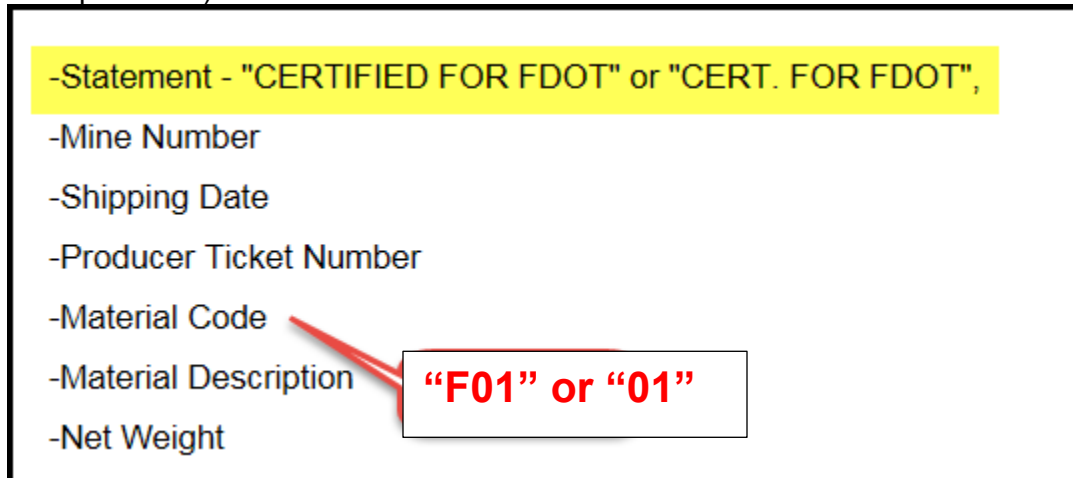 -Statement - "CERTIFIED FOR FDOT" or "CERT. FOR FDOT",
-Mine Number
-Shipping Date
-Producer Ticket Number
-Material Code
-Material Description
“F01” or “01”
-Net Weight